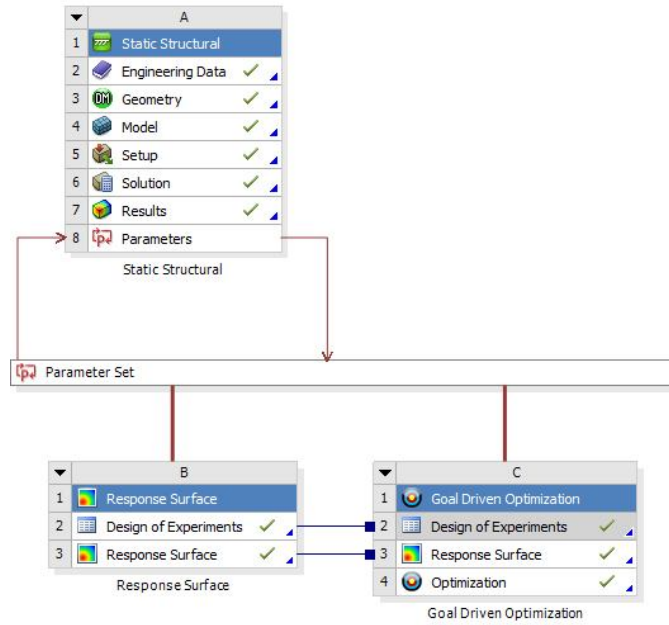 A
1 Static Structural
2 Engineering Data
3 DM Geometry
4 Model
5 Setup
6 Solution
7 Results
8 p Parameters
Static Structural
p Parameter Set
B
1 Response Surface
2 Design of Experiments
3 Response Surface
Response Surface
C
1 Goal Driven Optimization
2 Design of Experiments
3 Response Surface
4 Optimization
Goal Driven Optimization